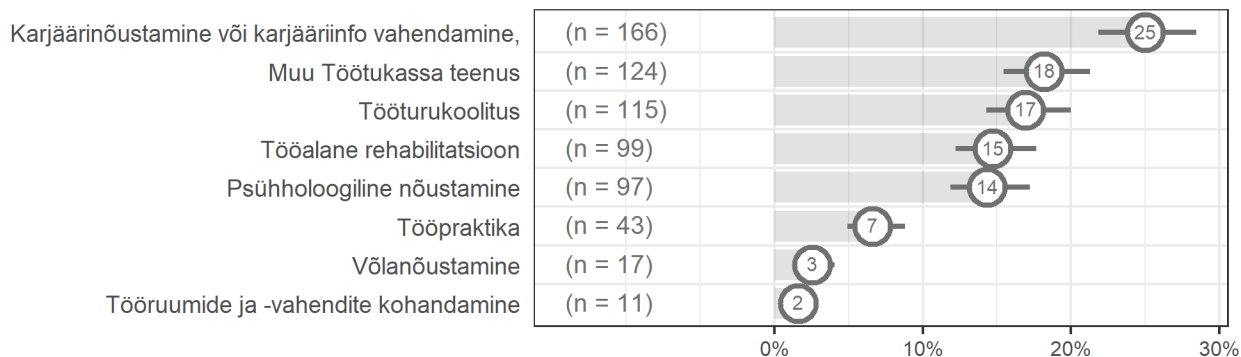 Karjäärinõustamine või karjääriinfo vahendamine, (n = 166) 25
Muu Töötukassa teenus (n = 124) 18
Tööturukoolitus (n = 115) 17
Tööalane rehabilitatsioon (n = 99) 15
Psühholoogiline nõustamine (n = 97) 14
Tööpraktika (n = 43) 7
Võlanõustamine (n = 17) 3
Tööruumide ja -vahendite kohandamine (n = 11) 2
0% 10% 20% 30%